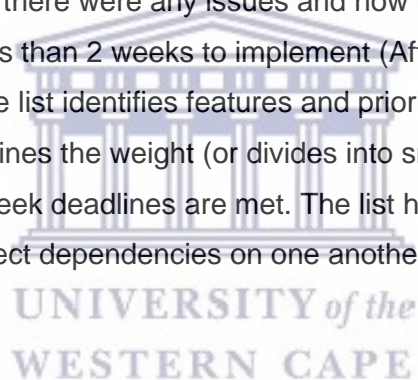 there were any issues and how
s than 2 weeks to implement (Af
e list identifies features and prior
ines the weight (or divides into s
eek deadlines are met. The list h
ect dependencies on one anothe
UNIVERSITY of the
WESTERN CAPE